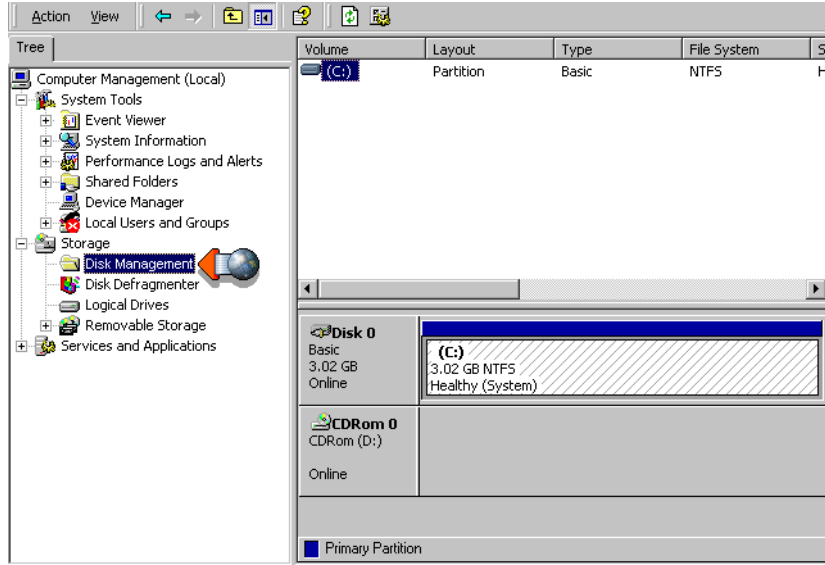 Action View
Tree
Computer Management (Local)
System Tools
Event Viewer
System Information
Performance Logs and Alerts
Shared Folders
Device Manager
Local Users and Groups
Storage
Disk Management
Disk Defragmenter
Logical Drives
Removable Storage
Services and Applications
Volume Layout Type File System S
(C:) Partition Basic NTFS H
Disk 0
Basic
3.02 GB
Online
(C:)
3.02 GB NTFS
Healthy (System)
CDRom 0
CDRom (D:)
Online
Primary Partition